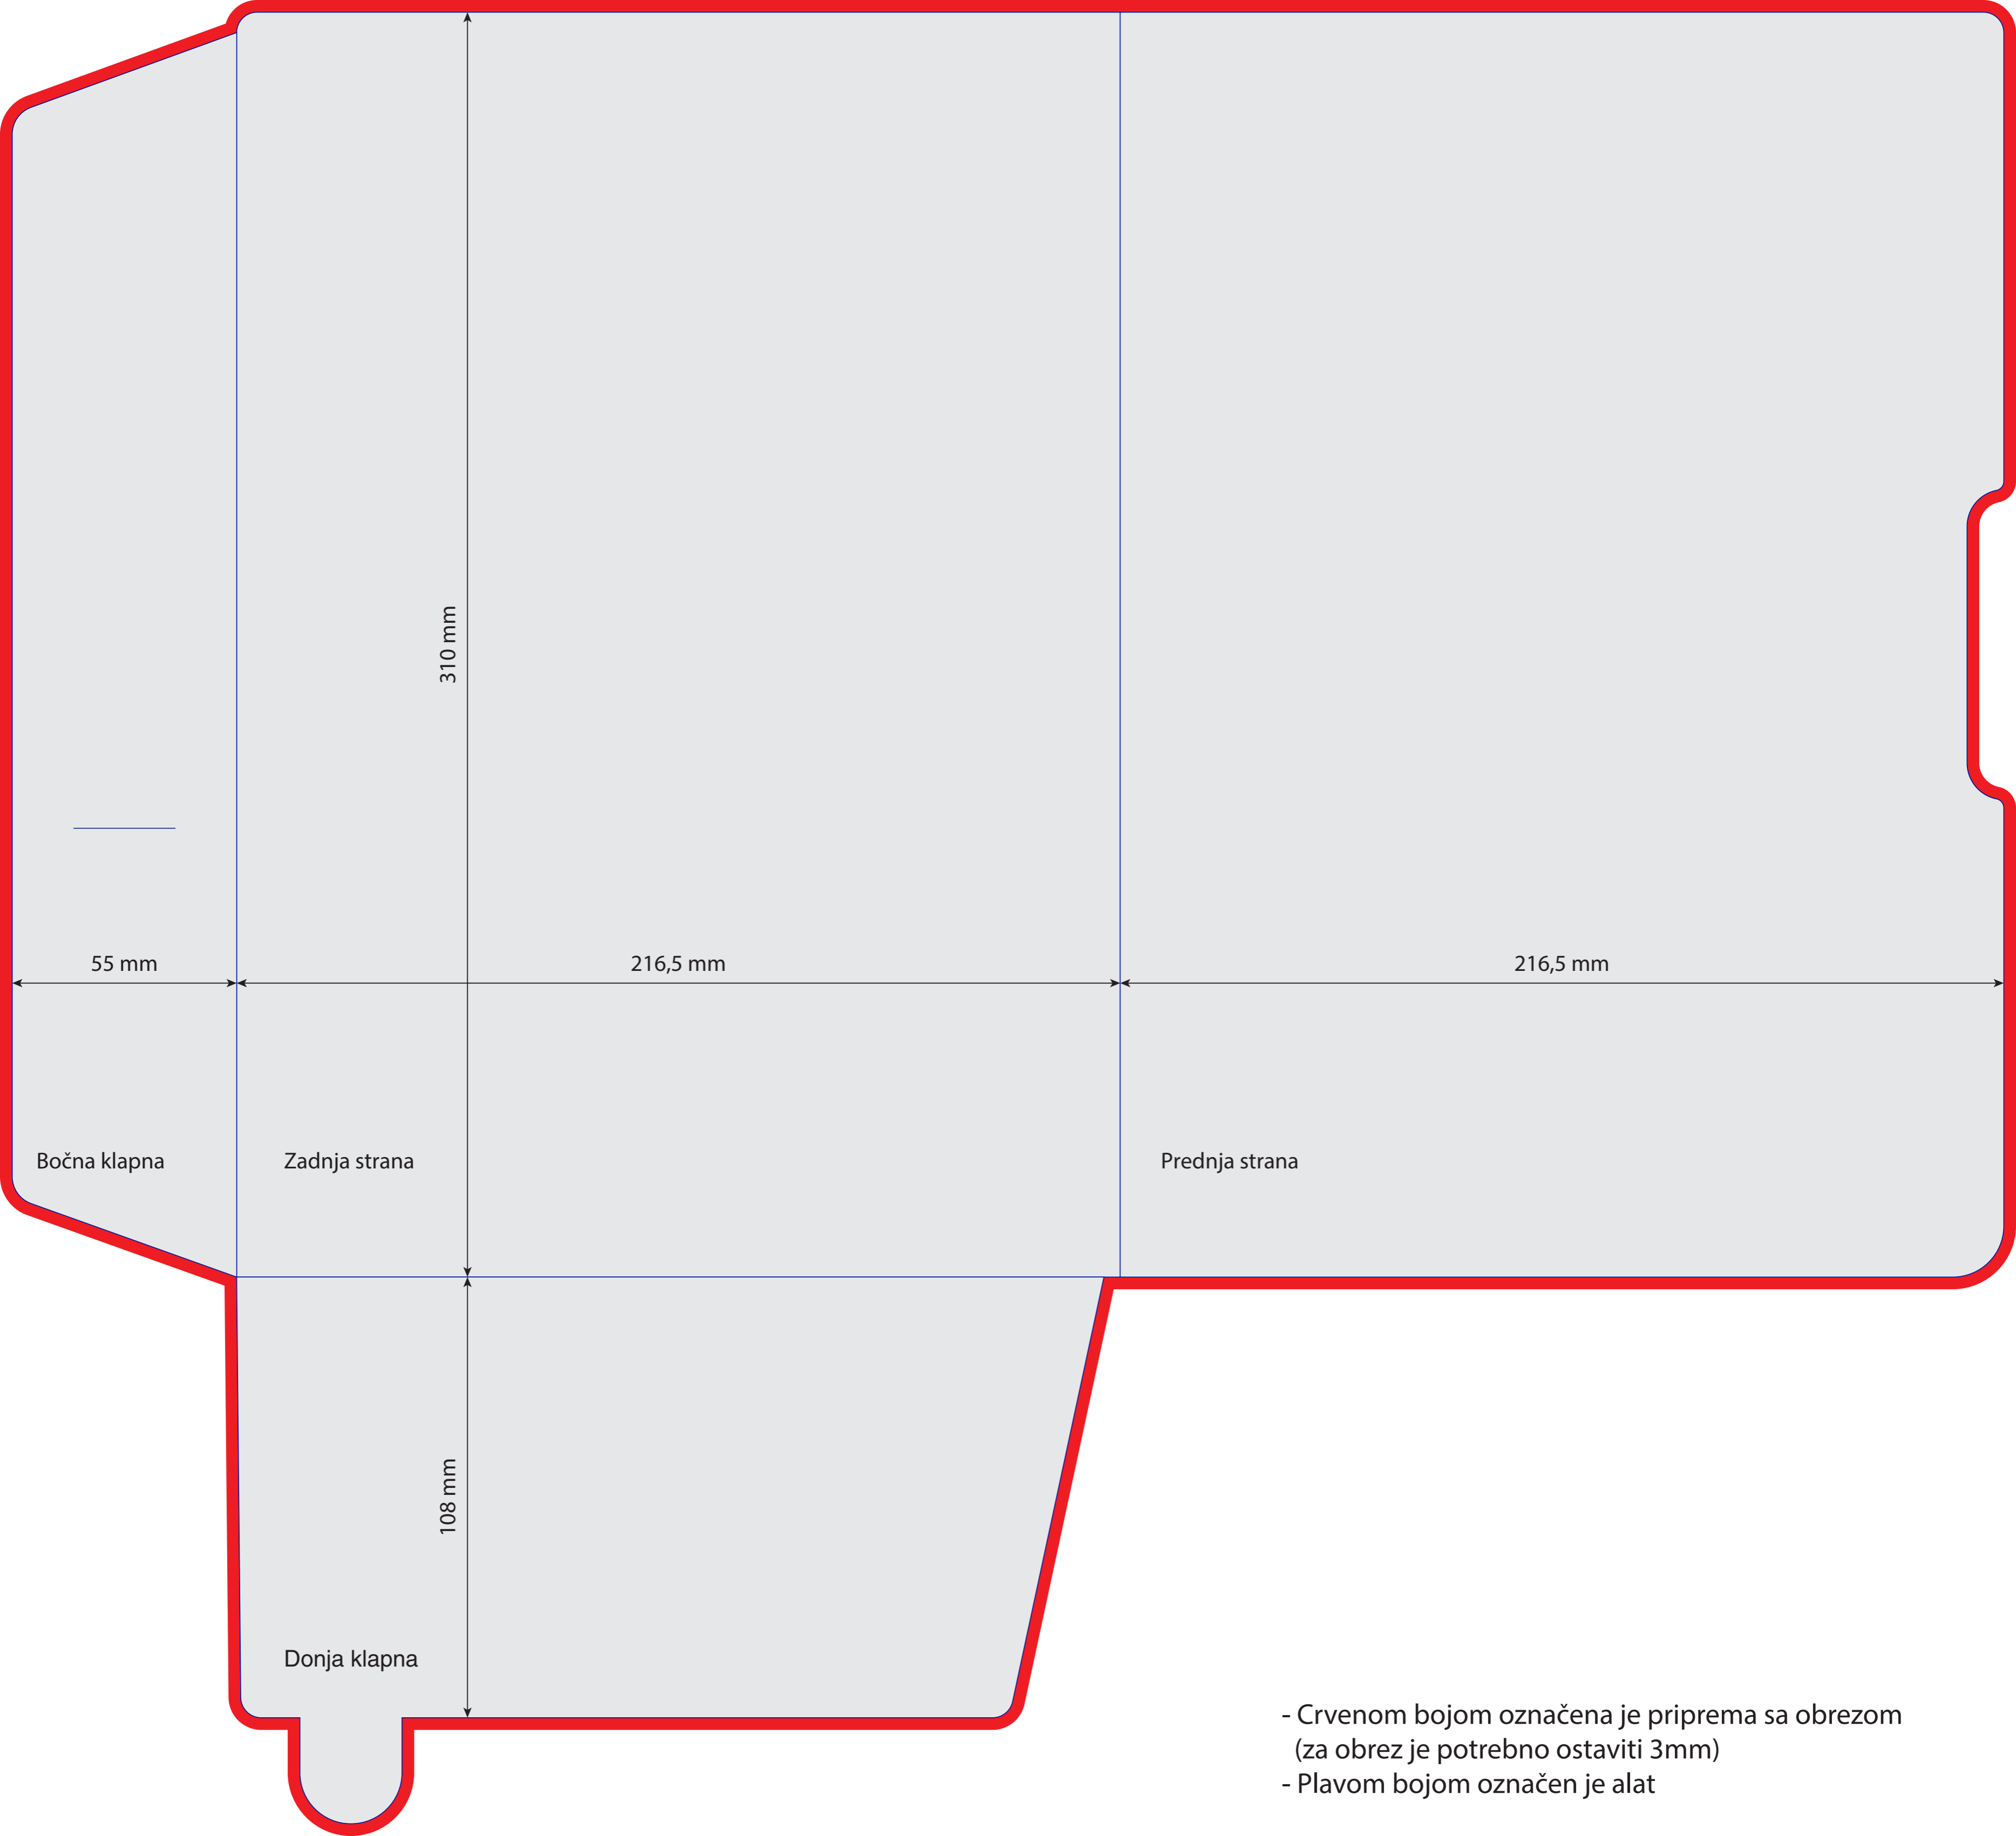 310 mm
55 mm
216,5 mm
216,5 mm
Bočna klapna
Zadnja strana
Prednja strana
108 mm
Donja klapna
- Crvenom bojom označena je priprema sa obrezom
(za obrez je potrebno ostaviti 3mm)
- Plavom bojom označen je alat